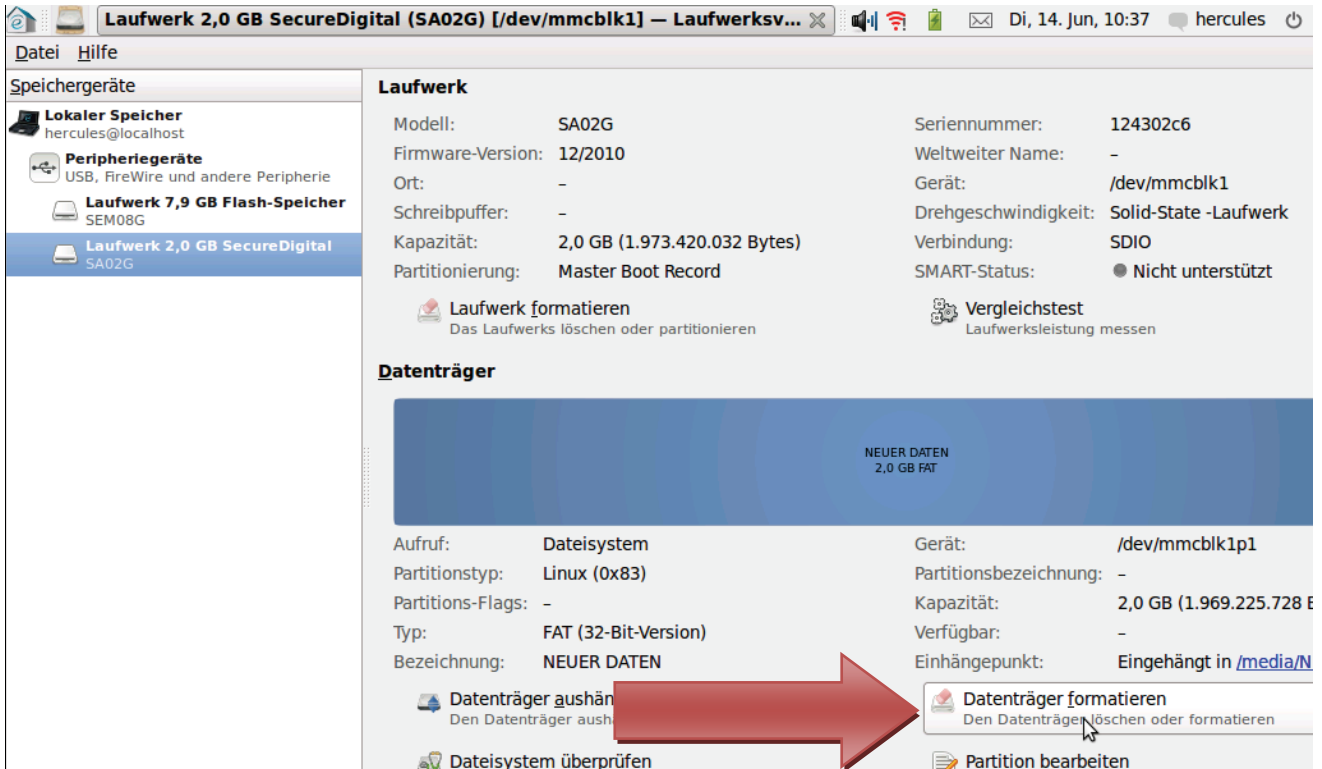 Laufwerk 2,0 GB SecureDigital (SA02G) [/dev/mmcblk1] — Laufwerksv...
Di, 14. Jun, 10:37
hercules
Datei Hilfe
Speichergeräte
Lokaler Speicher
hercules@localhost
Peripheriegeräte
USB, FireWire und andere Peripherie
Laufwerk 7,9 GB Flash-Speicher
SEM08G
Laufwerk 2,0 GB SecureDigital
SA02G
Laufwerk
Modell: SA02G
Seriennummer: 124302c6
Firmware-Version: 12/2010
Weltweiter Name: –
Ort: –
Gerät: /dev/mmcblk1
Schreibpuffer: –
Drehgeschwindigkeit: Solid-State -Laufwerk
Kapazität: 2,0 GB (1.973.420.032 Bytes)
Verbindung: SDIO
Partitionierung: Master Boot Record
SMART-Status: Nicht unterstützt
Laufwerk formatieren
Das Laufwerks löschen oder partitionieren
Vergleichstest
Laufwerksleistung messen
Datenträger
NEUER DATEN
2,0 GB FAT
Aufruf: Dateisystem
Gerät: /dev/mmcblk1p1
Partitionstyp: Linux (0x83)
Partitionsbezeichnung: –
Partitions-Flags: –
Kapazität: 2,0 GB (1.969.225.728 B
Typ: FAT (32-Bit-Version)
Verfügbar: –
Bezeichnung: NEUER DATEN
Einhängepunkt: Eingehängt in /media/N
Datenträger aushän
Den Datenträger aush
Datenträger formatieren
Den Datenträger löschen oder formatieren
Dateisystem überprüfen
Partition bearbeiten